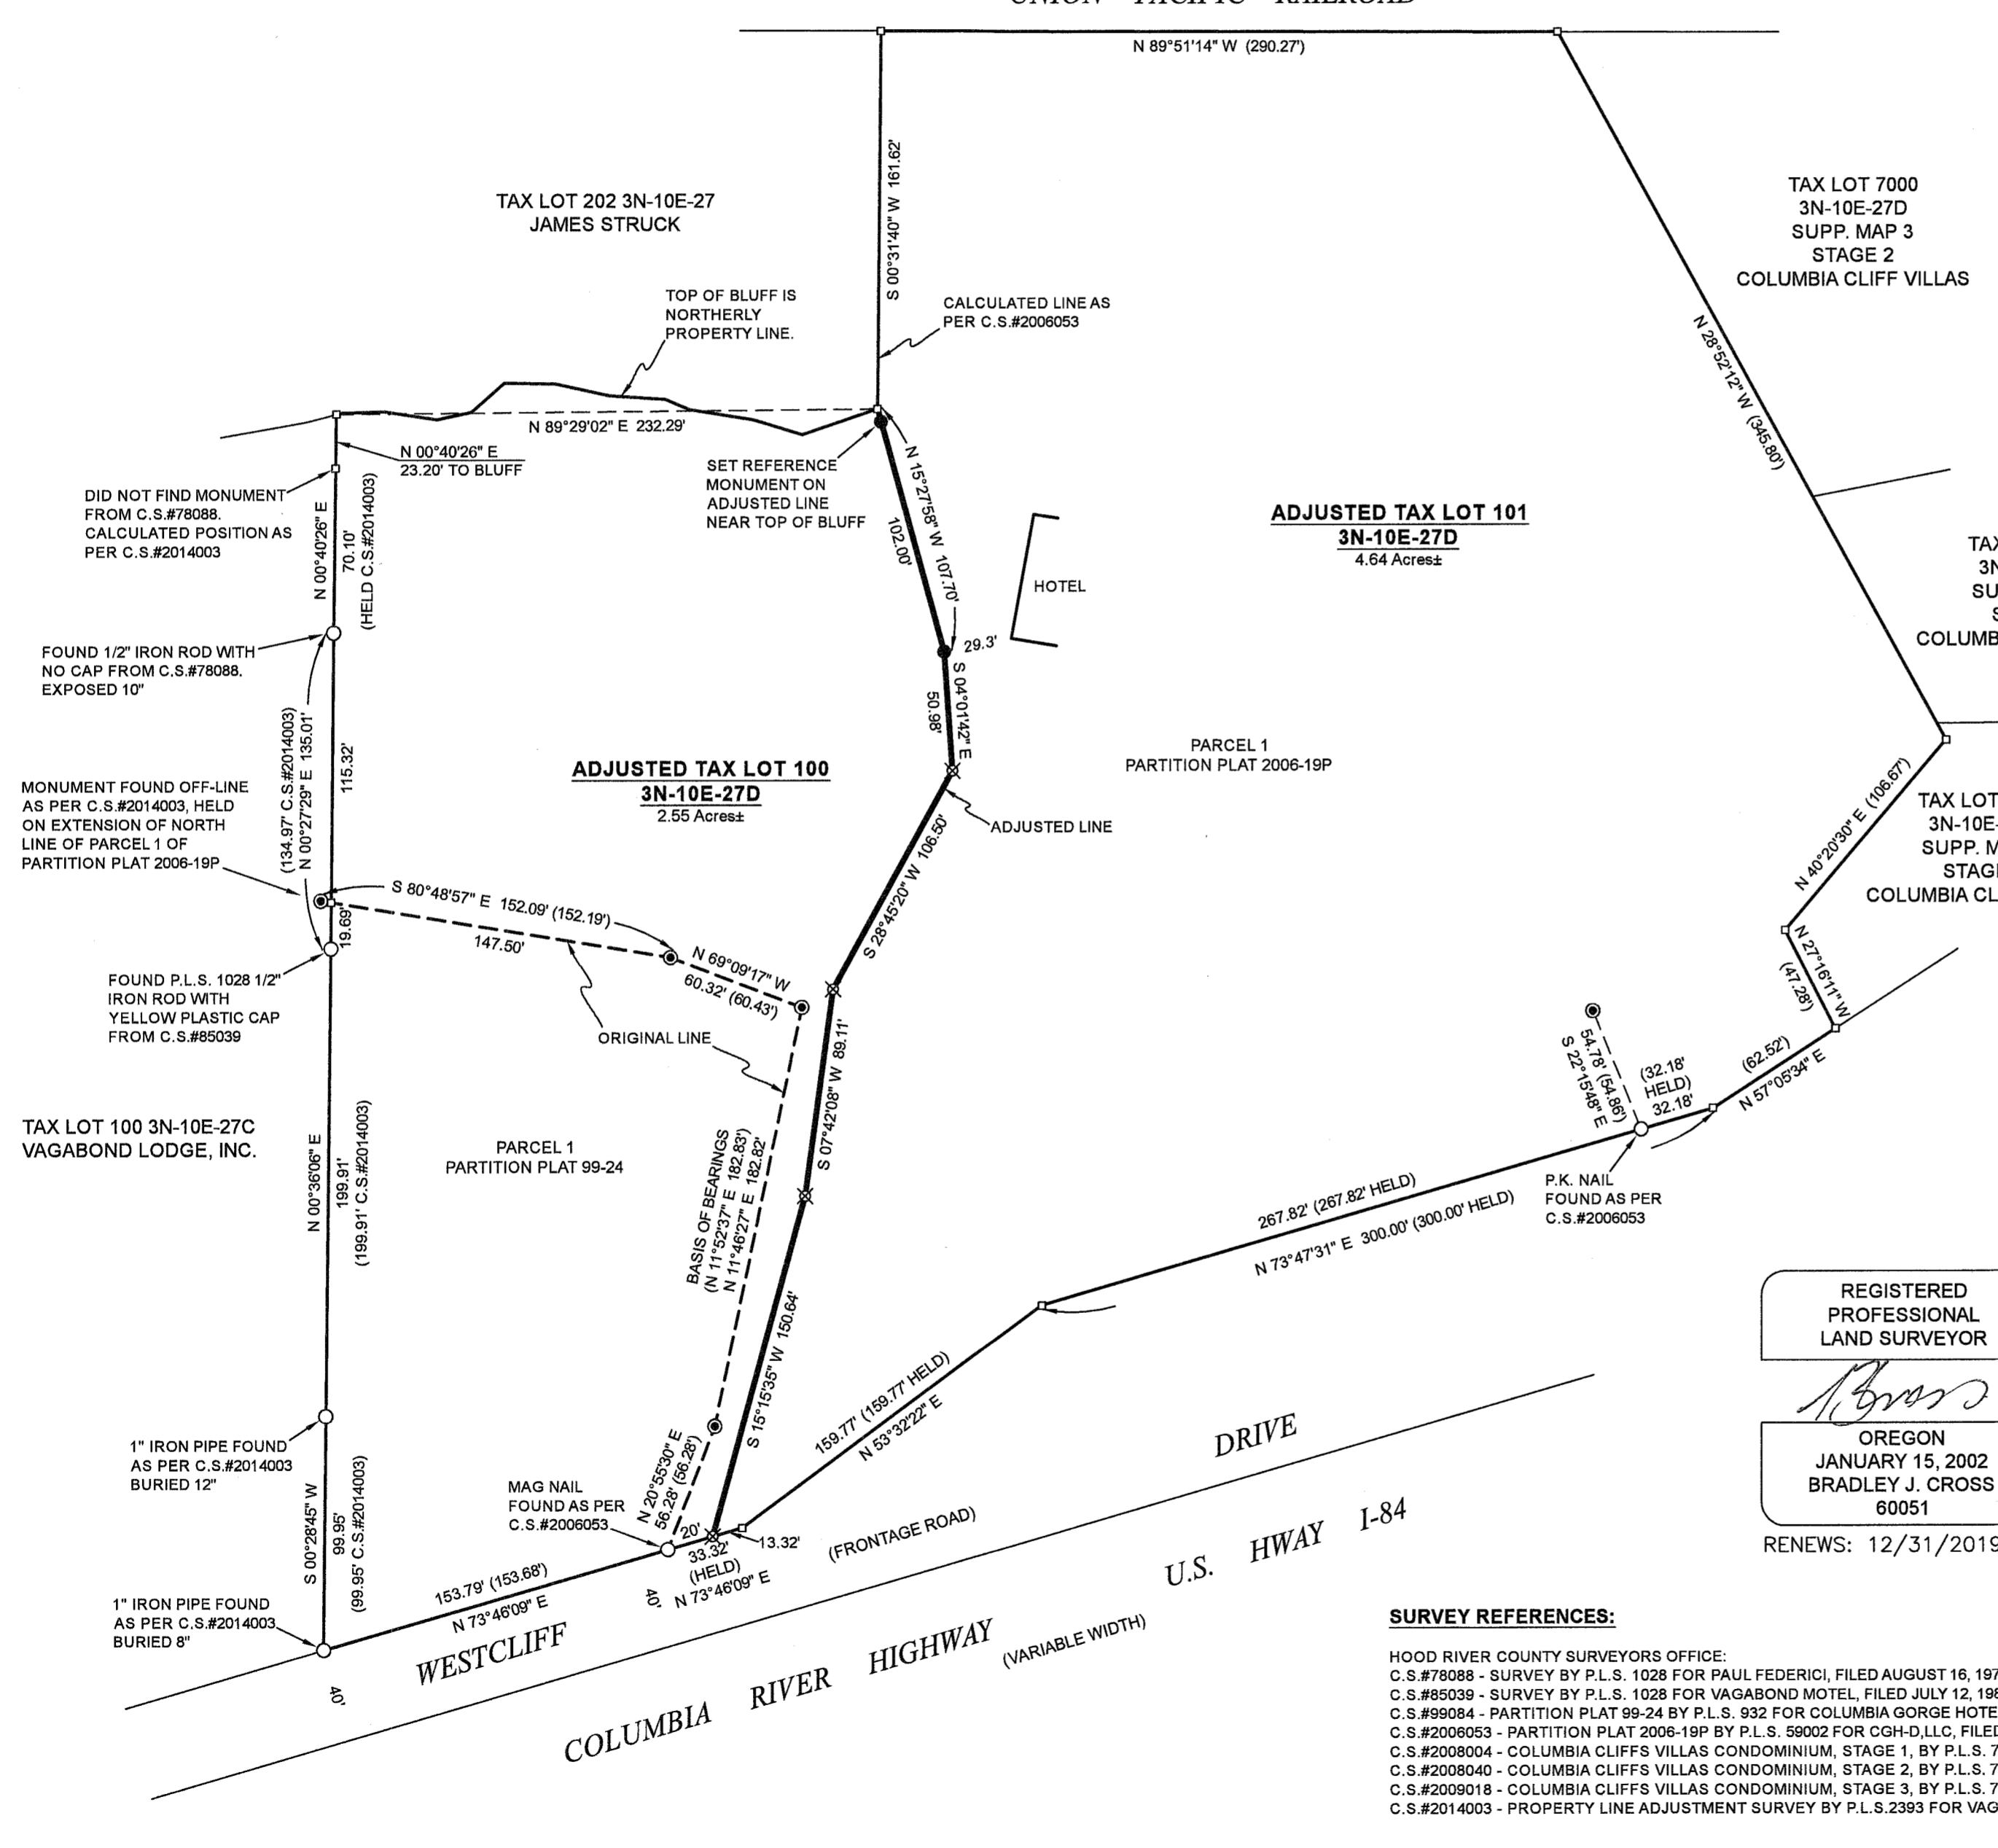 UNION PACIFIC RAILROAD
N 89°51'14" W (290.27')
S 00°31'40" W 161.62'
TAX LOT 202 3N-10E-27
JAMES STRUCK
TAX LOT 7000
3N-10E-27D
SUPP. MAP 3
STAGE 2
COLUMBIA CLIFF VILLAS
TOP OF BLUFF IS
NORTHERLY
PROPERTY LINE.
CALCULATED LINE AS
PER C.S.#2006053
N 28°52'12" W (345.80')
N 89°29'02" E 232.29'
N 00°40'26" E
23.20' TO BLUFF
SET REFERENCE
MONUMENT ON
ADJUSTED LINE
NEAR TOP OF BLUFF
N 15°27'58" W 107.70'
102.00'
DID NOT FIND MONUMENT
FROM C.S.#78088.
CALCULATED POSITION AS
PER C.S.#2014003
N 00°40'26" E
70.10'
(HELD C.S.#2014003)
ADJUSTED TAX LOT 101
3N-10E-27D
4.64 Acres±
HOTEL
29.3'
TAX
3N
SU
S
COLUMB
FOUND 1/2" IRON ROD WITH
NO CAP FROM C.S.#78088.
EXPOSED 10"
S 04°01'42" E
50.98'
(134.97' C.S.#2014003)
N 00°27'29" E 135.01'
115.32'
ADJUSTED TAX LOT 100
3N-10E-27D
2.55 Acres±
PARCEL 1
PARTITION PLAT 2006-19P
MONUMENT FOUND OFF-LINE
AS PER C.S.#2014003, HELD
ON EXTENSION OF NORTH
LINE OF PARCEL 1 OF
PARTITION PLAT 2006-19P
ADJUSTED LINE
S 28°45'20" W 106.50'
N 40°20'30" E (106.67')
TAX LOT
3N-10E-
SUPP. M
STAG
COLUMBIA CL
S 80°48'57" E 152.09' (152.19')
147.50'
19.69'
N 69°09'17" W
60.32' (60.43')
N 27°16'11" W
(47.28')
FOUND P.L.S. 1028 1/2"
IRON ROD WITH
YELLOW PLASTIC CAP
FROM C.S.#85039
ORIGINAL LINE
S 07°42'08" W 89.11'
54.78' (54.86')
S 22°15'48" E
(32.18'
HELD)
32.18'
(62.52')
N 57°05'34" E
TAX LOT 100 3N-10E-27C
VAGABOND LODGE, INC.
N 00°36'06" E
199.91'
(199.91' C.S.#2014003)
PARCEL 1
PARTITION PLAT 99-24
BASIS OF BEARINGS
(N 11°52'37" E 182.83')
N 11°46'27" E 182.82'
P.K. NAIL
FOUND AS PER
C.S.#2006053
267.82' (267.82' HELD)
N 73°47'31" E 300.00' (300.00' HELD)
S 15°15'35" W 150.64'
REGISTERED
PROFESSIONAL
LAND SURVEYOR
OREGON
JANUARY 15, 2002
BRADLEY J. CROSS
60051
RENEWS: 12/31/2019
159.77' (159.77' HELD)
N 53°32'22" E
1" IRON PIPE FOUND
AS PER C.S.#2014003
BURIED 12"
S 00°28'45" W
99.95'
(99.95' C.S.#2014003)
MAG NAIL
FOUND AS PER
C.S.#2006053
N 20°55'30" E
56.28' (56.28')
20'
13.32'
33.32'
(HELD)
N 73°46'09" E
(FRONTAGE ROAD)
153.79' (153.68')
N 73°46'09" E
40'
1" IRON PIPE FOUND
AS PER C.S.#2014003
BURIED 8"
40'
WESTCLIFF DRIVE
COLUMBIA RIVER HIGHWAY
(VARIABLE WIDTH)
U.S. HWAY I-84
SURVEY REFERENCES:
HOOD RIVER COUNTY SURVEYORS OFFICE:
C.S.#78088 - SURVEY BY P.L.S. 1028 FOR PAUL FEDERICI, FILED AUGUST 16, 197
C.S.#85039 - SURVEY BY P.L.S. 1028 FOR VAGABOND MOTEL, FILED JULY 12, 198
C.S.#99084 - PARTITION PLAT 99-24 BY P.L.S. 932 FOR COLUMBIA GORGE HOTE
C.S.#2006053 - PARTITION PLAT 2006-19P BY P.L.S. 59002 FOR CGH-D,LLC, FILED
C.S.#2008004 - COLUMBIA CLIFFS VILLAS CONDOMINIUM, STAGE 1, BY P.L.S. 7
C.S.#2008040 - COLUMBIA CLIFFS VILLAS CONDOMINIUM, STAGE 2, BY P.L.S. 7
C.S.#2009018 - COLUMBIA CLIFFS VILLAS CONDOMINIUM, STAGE 3, BY P.L.S. 7
C.S.#2014003 - PROPERTY LINE ADJUSTMENT SURVEY BY P.L.S.2393 FOR VAG